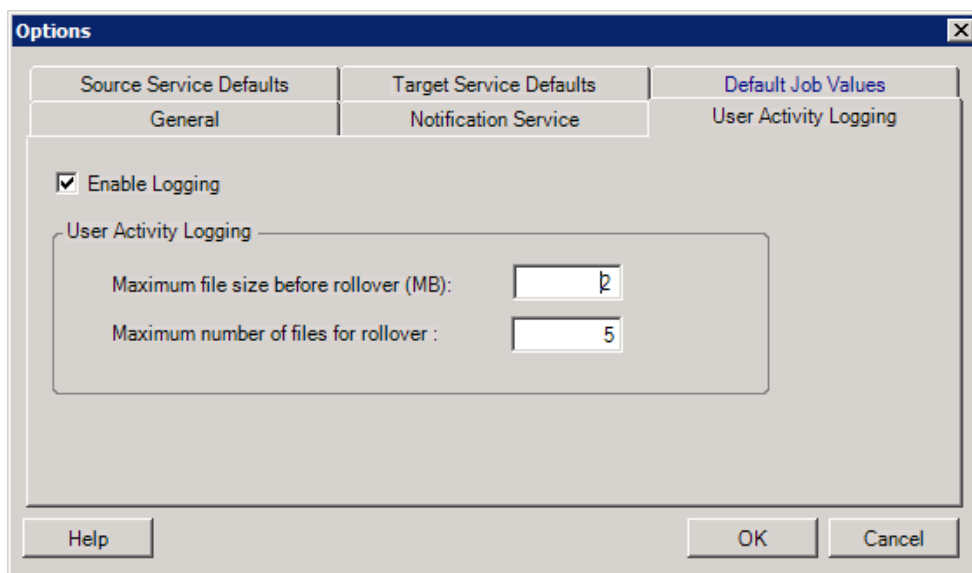 Options
Source Service Defaults Target Service Defaults Default Job Values
General Notification Service User Activity Logging
Enable Logging
User Activity Logging
Maximum file size before rollover (MB): 2
Maximum number of files for rollover : 5
Help OK Cancel